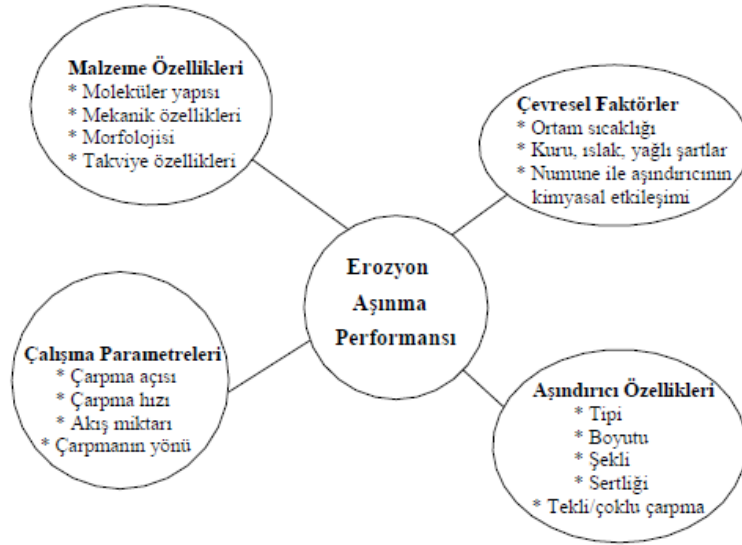 Malzeme Özellikleri
* Moleküler yapısı
* Mekanik özellikleri
* Morfolojisi
* Takviye özellikleri
Çevresel Faktörler
* Ortam sıcaklığı
* Kuru, ıslak, yağlı şartlar
* Numune ile aşındırıcının
kimyasal etkileşimi
Erozyon
Aşınma
Performansı
Çalışma Parametreleri
* Çarpma açısı
* Çarpma hızı
* Akış miktarı
* Çarpmanın yönü
Aşındırıcı Özellikleri
* Tipi
* Boyutu
* Şekli
* Sertliği
* Tekli/çoklu çarpma